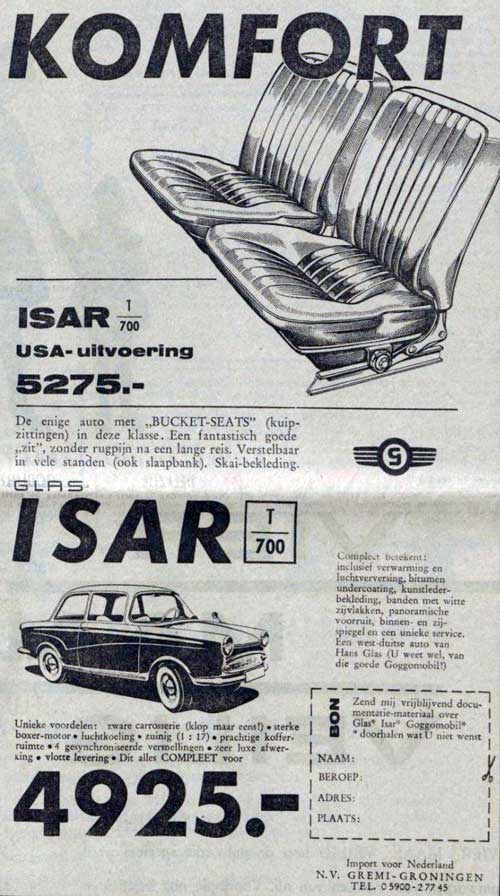 KOMFORT
ISAR T/700
USA-uitvoering
5275.-
De enige auto met „BUCKET-SEATS" (kuip-
zittingen) in deze klasse. Een fantastisch goede
„zit", zonder rugpijn na een lange reis. Verstelbaar
in vele standen (ook slaapbank). Skai-bekleding.
GLAS
ISAR T/700
Compleet betekent:
inclusief verwarming en
luchtverversing, bitumen
undercoating, kunstleder-
bekleding, banden met witte
zijvlakken, panoramische
voorruit, binnen- en zij-
spiegel en een unieke service.
Een west-duitse auto van
Hans Glas (U weet wel, van
die goede Goggomobil!)
Unieke voordelen: zware carrosserie (klop maar eens!) • sterke
boxer-motor • luchtkoeling • zuinig (1 : 17) • prachtige koffer-
ruimte • 4 gesynchroniseerde versnellingen • zeer luxe afwer-
king • vlotte levering • Dit alles COMPLEET voor
4925.-
BON
Zend mij vrijblijvend docu-
mentatie-materiaal over
Glas* Isar* Goggomobil*
* doorhalen wat U niet wenst
NAAM:
BEROEP:
ADRES:
PLAATS:
Import voor Nederland
N.V. GREMI-GRONINGEN
TEL. 05900-27745